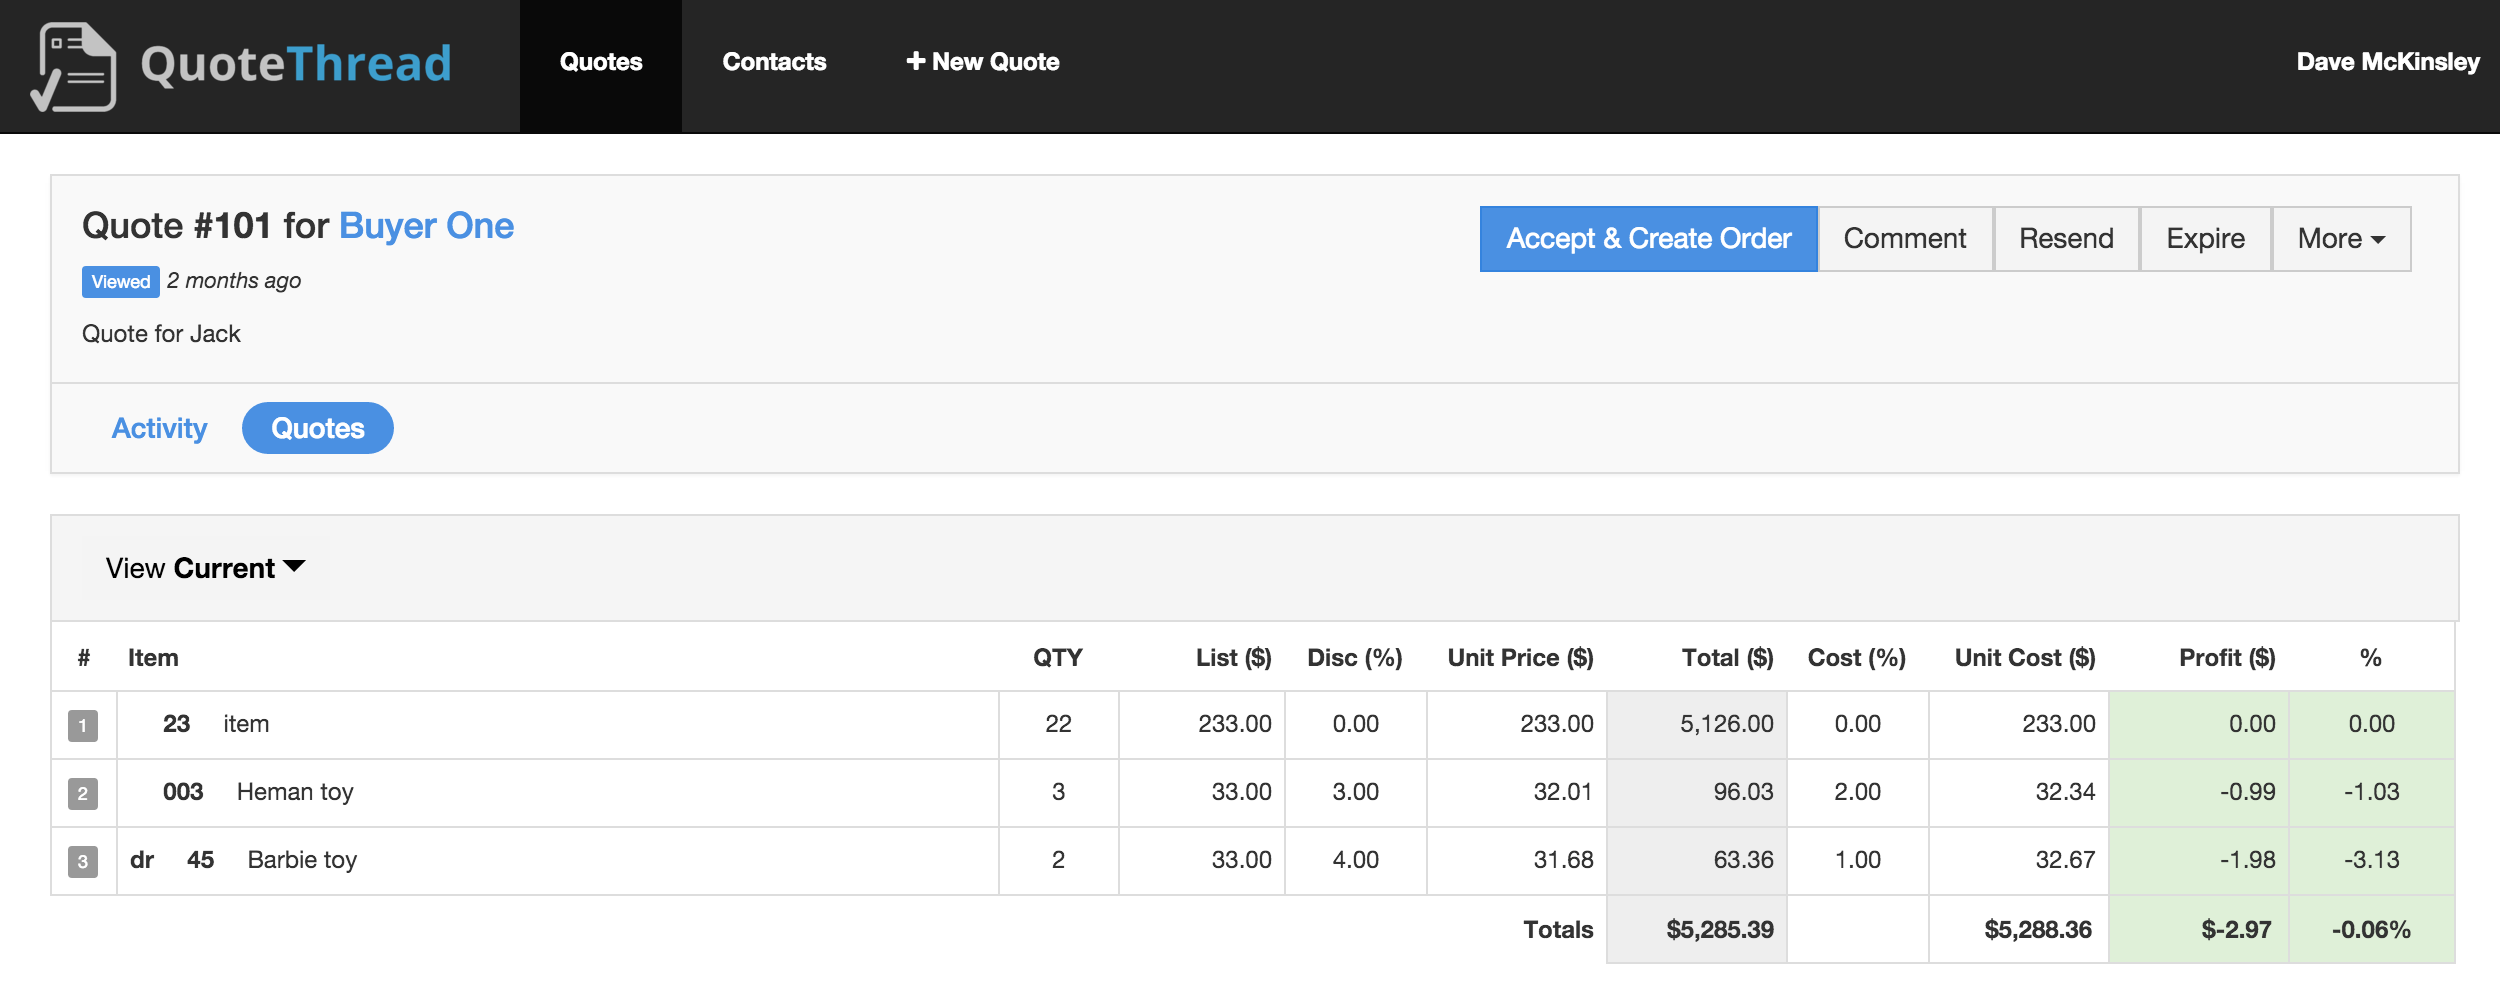 QuoteThread Quotes Contacts + New Quote Dave McKinsley
Quote #101 for Buyer One
Accept & Create Order Comment Resend Expire More
Viewed 2 months ago
Quote for Jack
Activity Quotes
View Current
# Item QTY List ($) Disc (%) Unit Price ($) Total ($) Cost (%) Unit Cost ($) Profit ($) %
1 23 item 22 233.00 0.00 233.00 5,126.00 0.00 233.00 0.00 0.00
2 003 Heman toy 3 33.00 3.00 32.01 96.03 2.00 32.34 -0.99 -1.03
3 dr 45 Barbie toy 2 33.00 4.00 31.68 63.36 1.00 32.67 -1.98 -3.13
Totals $5,285.39 $5,288.36 $-2.97 -0.06%